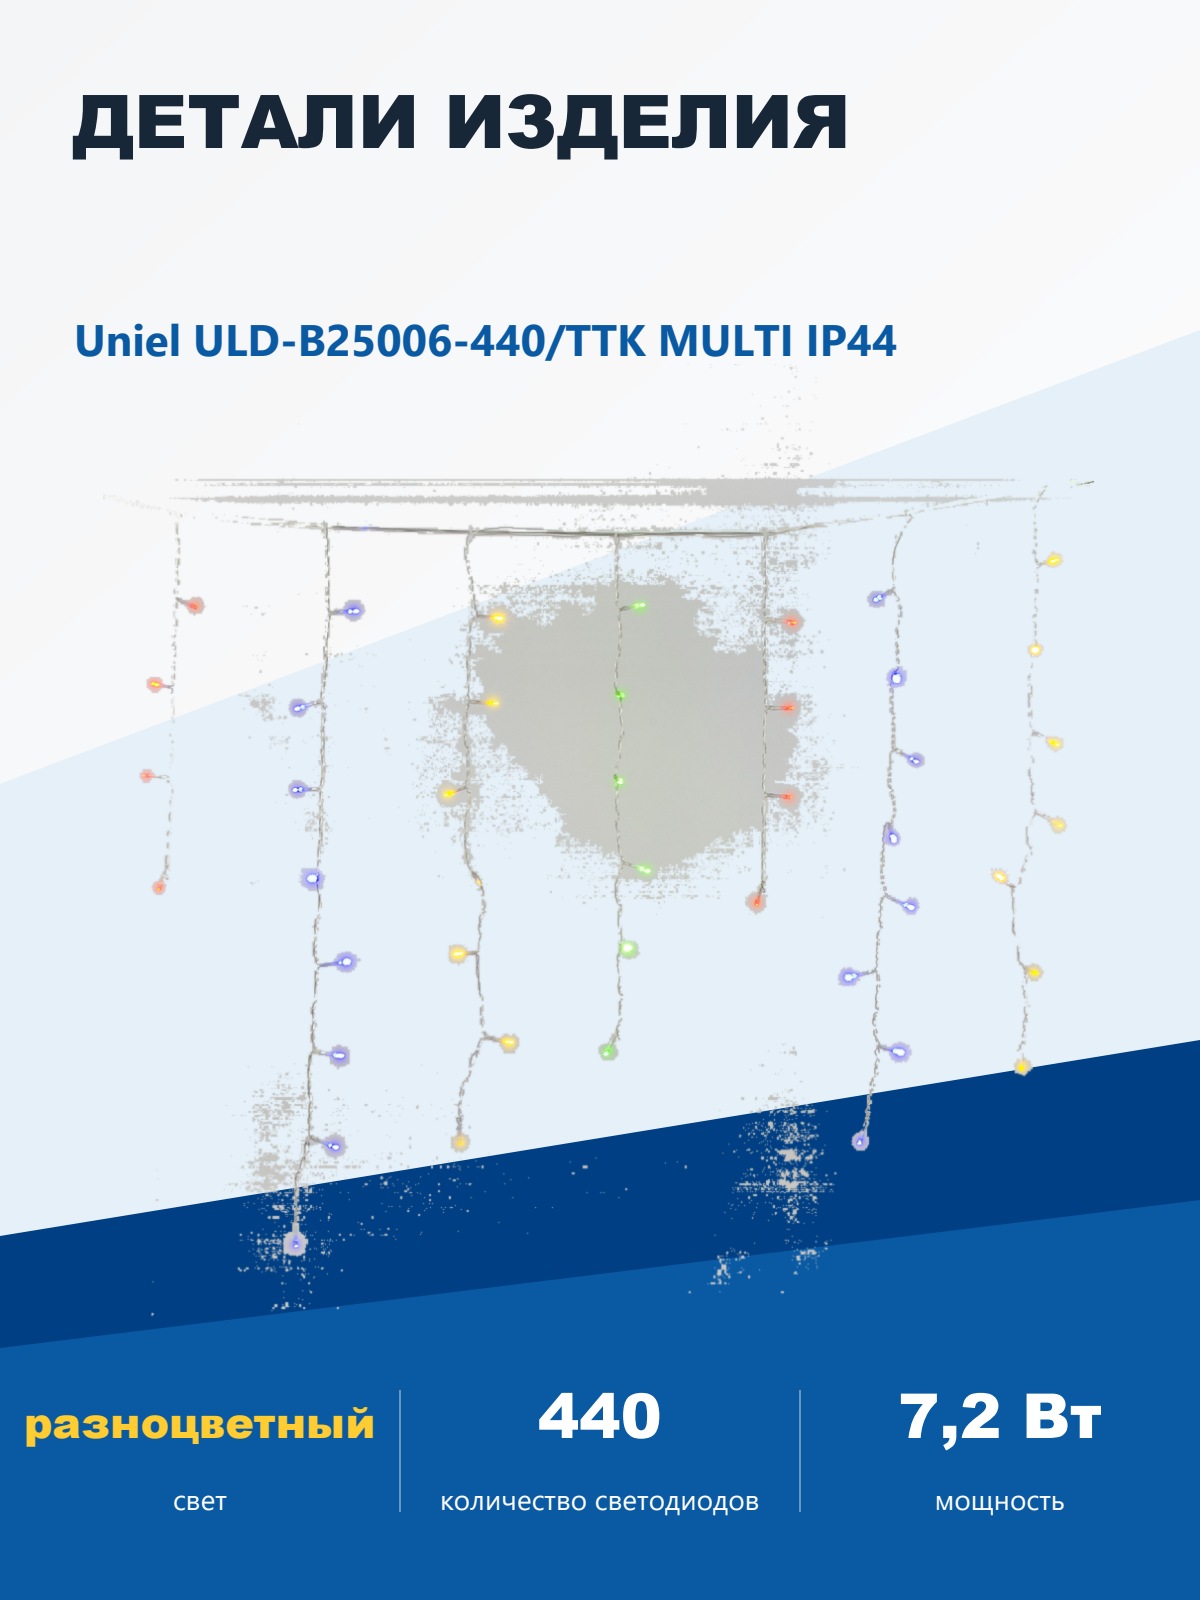 ДЕТАЛИ ИЗДЕЛИЯ
Uniel ULD-B25006-440/TTK MULTI IP44
разноцветный
свет
440
количество светодиодов
7,2 Вт
мощность